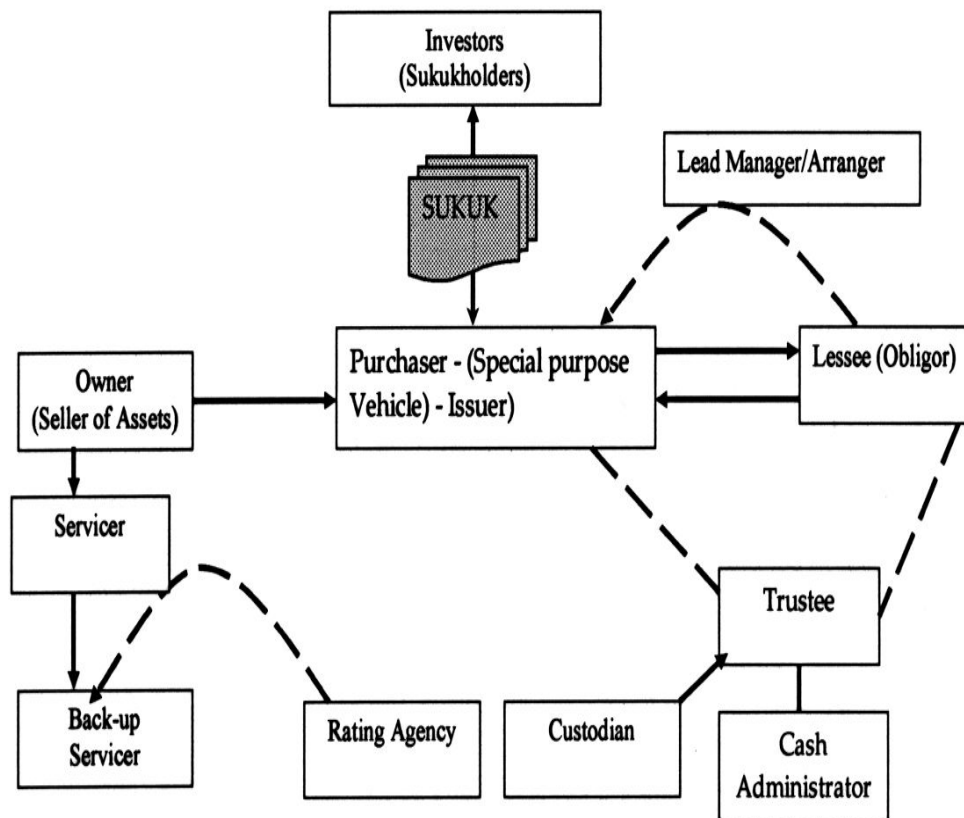 Investors
(Sukukholders)
Lead Manager/Arranger
SUKUK
Purchaser - (Special purpose
Vehicle) - Issuer)
Lessee (Obligor)
Owner
(Seller of Assets)
Servicer
Trustee
Back-up
Servicer
Rating Agency
Custodian
Cash
Administrator